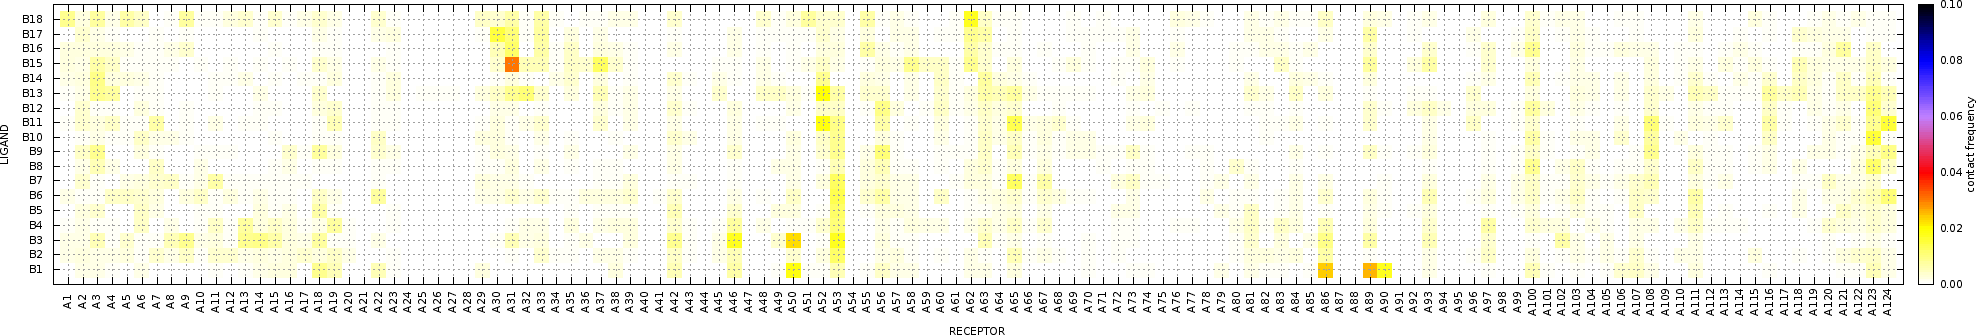 B18
B17
B16
B15
B14
B13
B12
B11
B10
B9
B8
B7
B6
B5
B4
B3
B2
B1
LIGAND
A1 A2 A3 A4 A5 A6 A7 A8 A9 A10 A11 A12 A13 A14 A15 A16 A17 A18 A19 A20 A21 A22 A23 A24 A25 A26 A27 A28 A29 A30 A31 A32 A33 A34 A35 A36 A37 A38 A39 A40 A41 A42 A43 A44 A45 A46 A47 A48 A49 A50 A51 A52 A53 A54 A55 A56 A57 A58 A59 A60 A61 A62 A63 A64 A65 A66 A67 A68 A69 A70 A71 A72 A73 A74 A75 A76 A77 A78 A79 A80 A81 A82 A83 A84 A85 A86 A87 A88 A89 A90 A91 A92 A93 A94 A95 A96 A97 A98 A99 A100 A101 A102 A103 A104 A105 A106 A107 A108 A109 A110 A111 A112 A113 A114 A115 A116 A117 A118 A119 A120 A121 A122 A123 A124
RECEPTOR
0.10
0.08
0.06
0.04
0.02
0.00
contact frequency